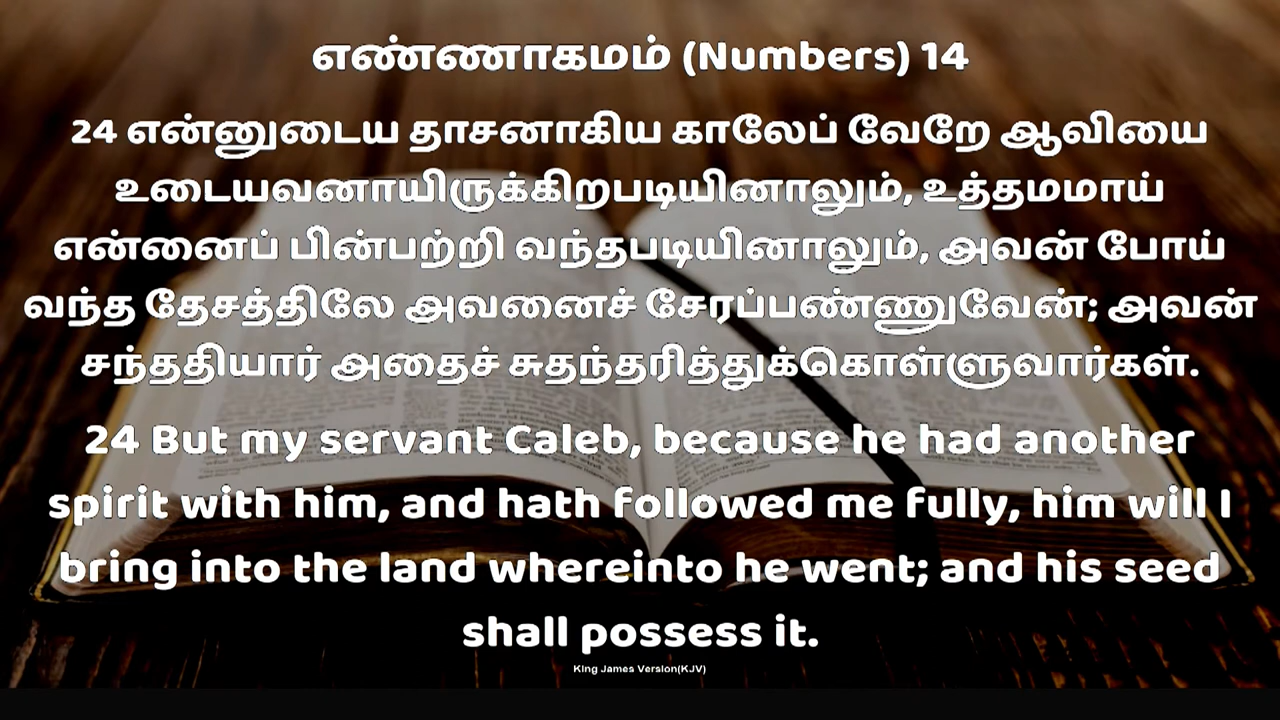 எண்ணாகமம் (Numbers) 14
24 என்னுடைய தாசனாகிய காலேப் வேறே ஆவியை
உடையவனாயிருக்கிறபடியினாலும், உத்தமமாய்
என்னைப் பின்பற்றி வந்தபடியினாலும், அவன் போய்
வந்த தேசத்திலே அவனைச் சேரப்பண்ணுவேன்; அவன்
சந்ததியார் அதைச் சுதந்தரித்துக்கொள்ளுவார்கள்.
24 But my servant Caleb, because he had another
spirit with him, and hath followed me fully, him will I
bring into the land whereinto he went; and his seed
shall possess it.
King James Version(KJV)